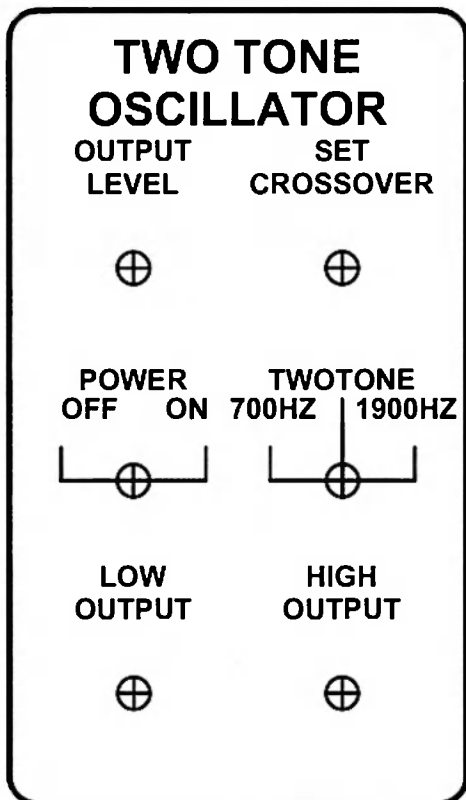 TWO TONE
OSCILLATOR
OUTPUT
LEVEL
SET
CROSSOVER
POWER
OFF ON
TWOTONE
700HZ 1900HZ
LOW
OUTPUT
HIGH
OUTPUT